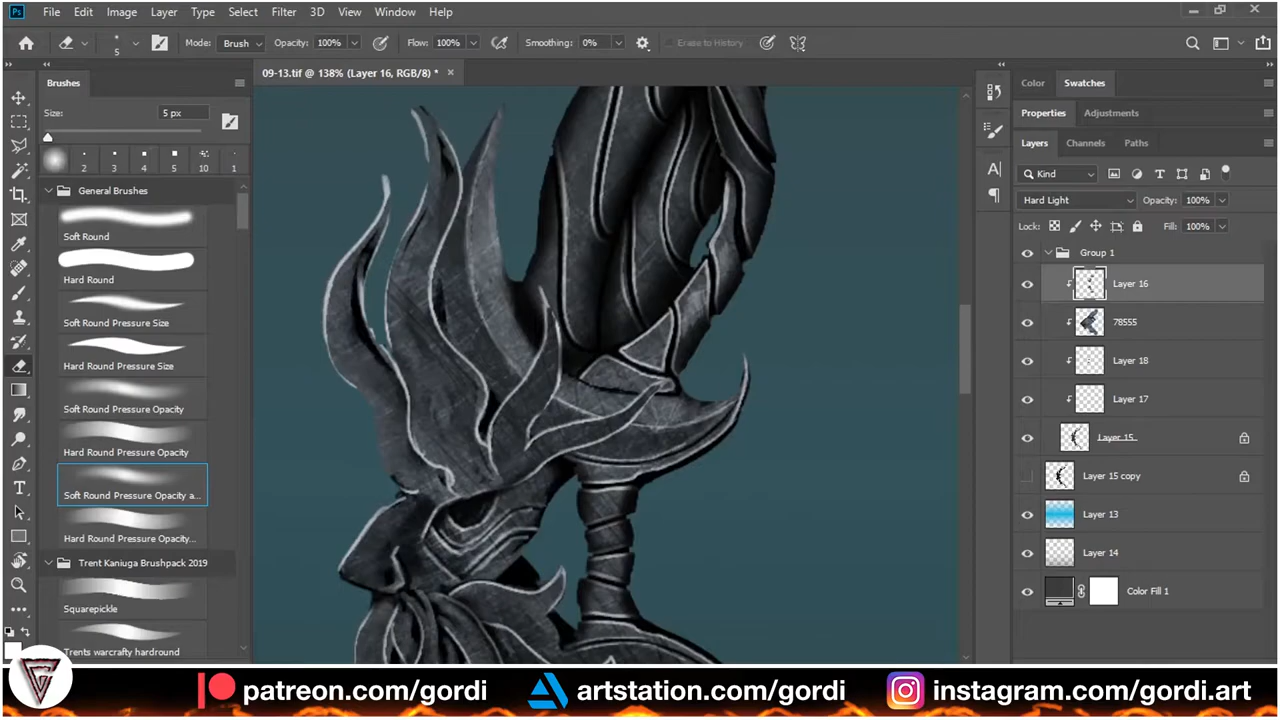 Ps File Edit Image Layer Type Select Filter 3D View Window Help
5 Mode: Brush Opacity: 100% Flow: 100% Smoothing: 0% Erase to History
09-13.tif @ 138% (Layer 16, RGB/8) *
Brushes
Size: 5 px
2 3 4 5 10 1
General Brushes
Soft Round
Hard Round
Soft Round Pressure Size
Hard Round Pressure Size
Soft Round Pressure Opacity
Hard Round Pressure Opacity
Soft Round Pressure Opacity a...
Hard Round Pressure Opacity...
Trent Kaniuga Brushpack 2019
Squarepickle
Trents warcrafty hardround
Color Swatches
Properties Adjustments
Layers Channels Paths
Kind
Hard Light Opacity: 100%
Lock: Fill: 100%
Group 1
Layer 16
78555
Layer 18
Layer 17
Layer 15
Layer 15 copy
Layer 13
Layer 14
Color Fill 1
patreon.com/gordi artstation.com/gordi instagram.com/gordi.art